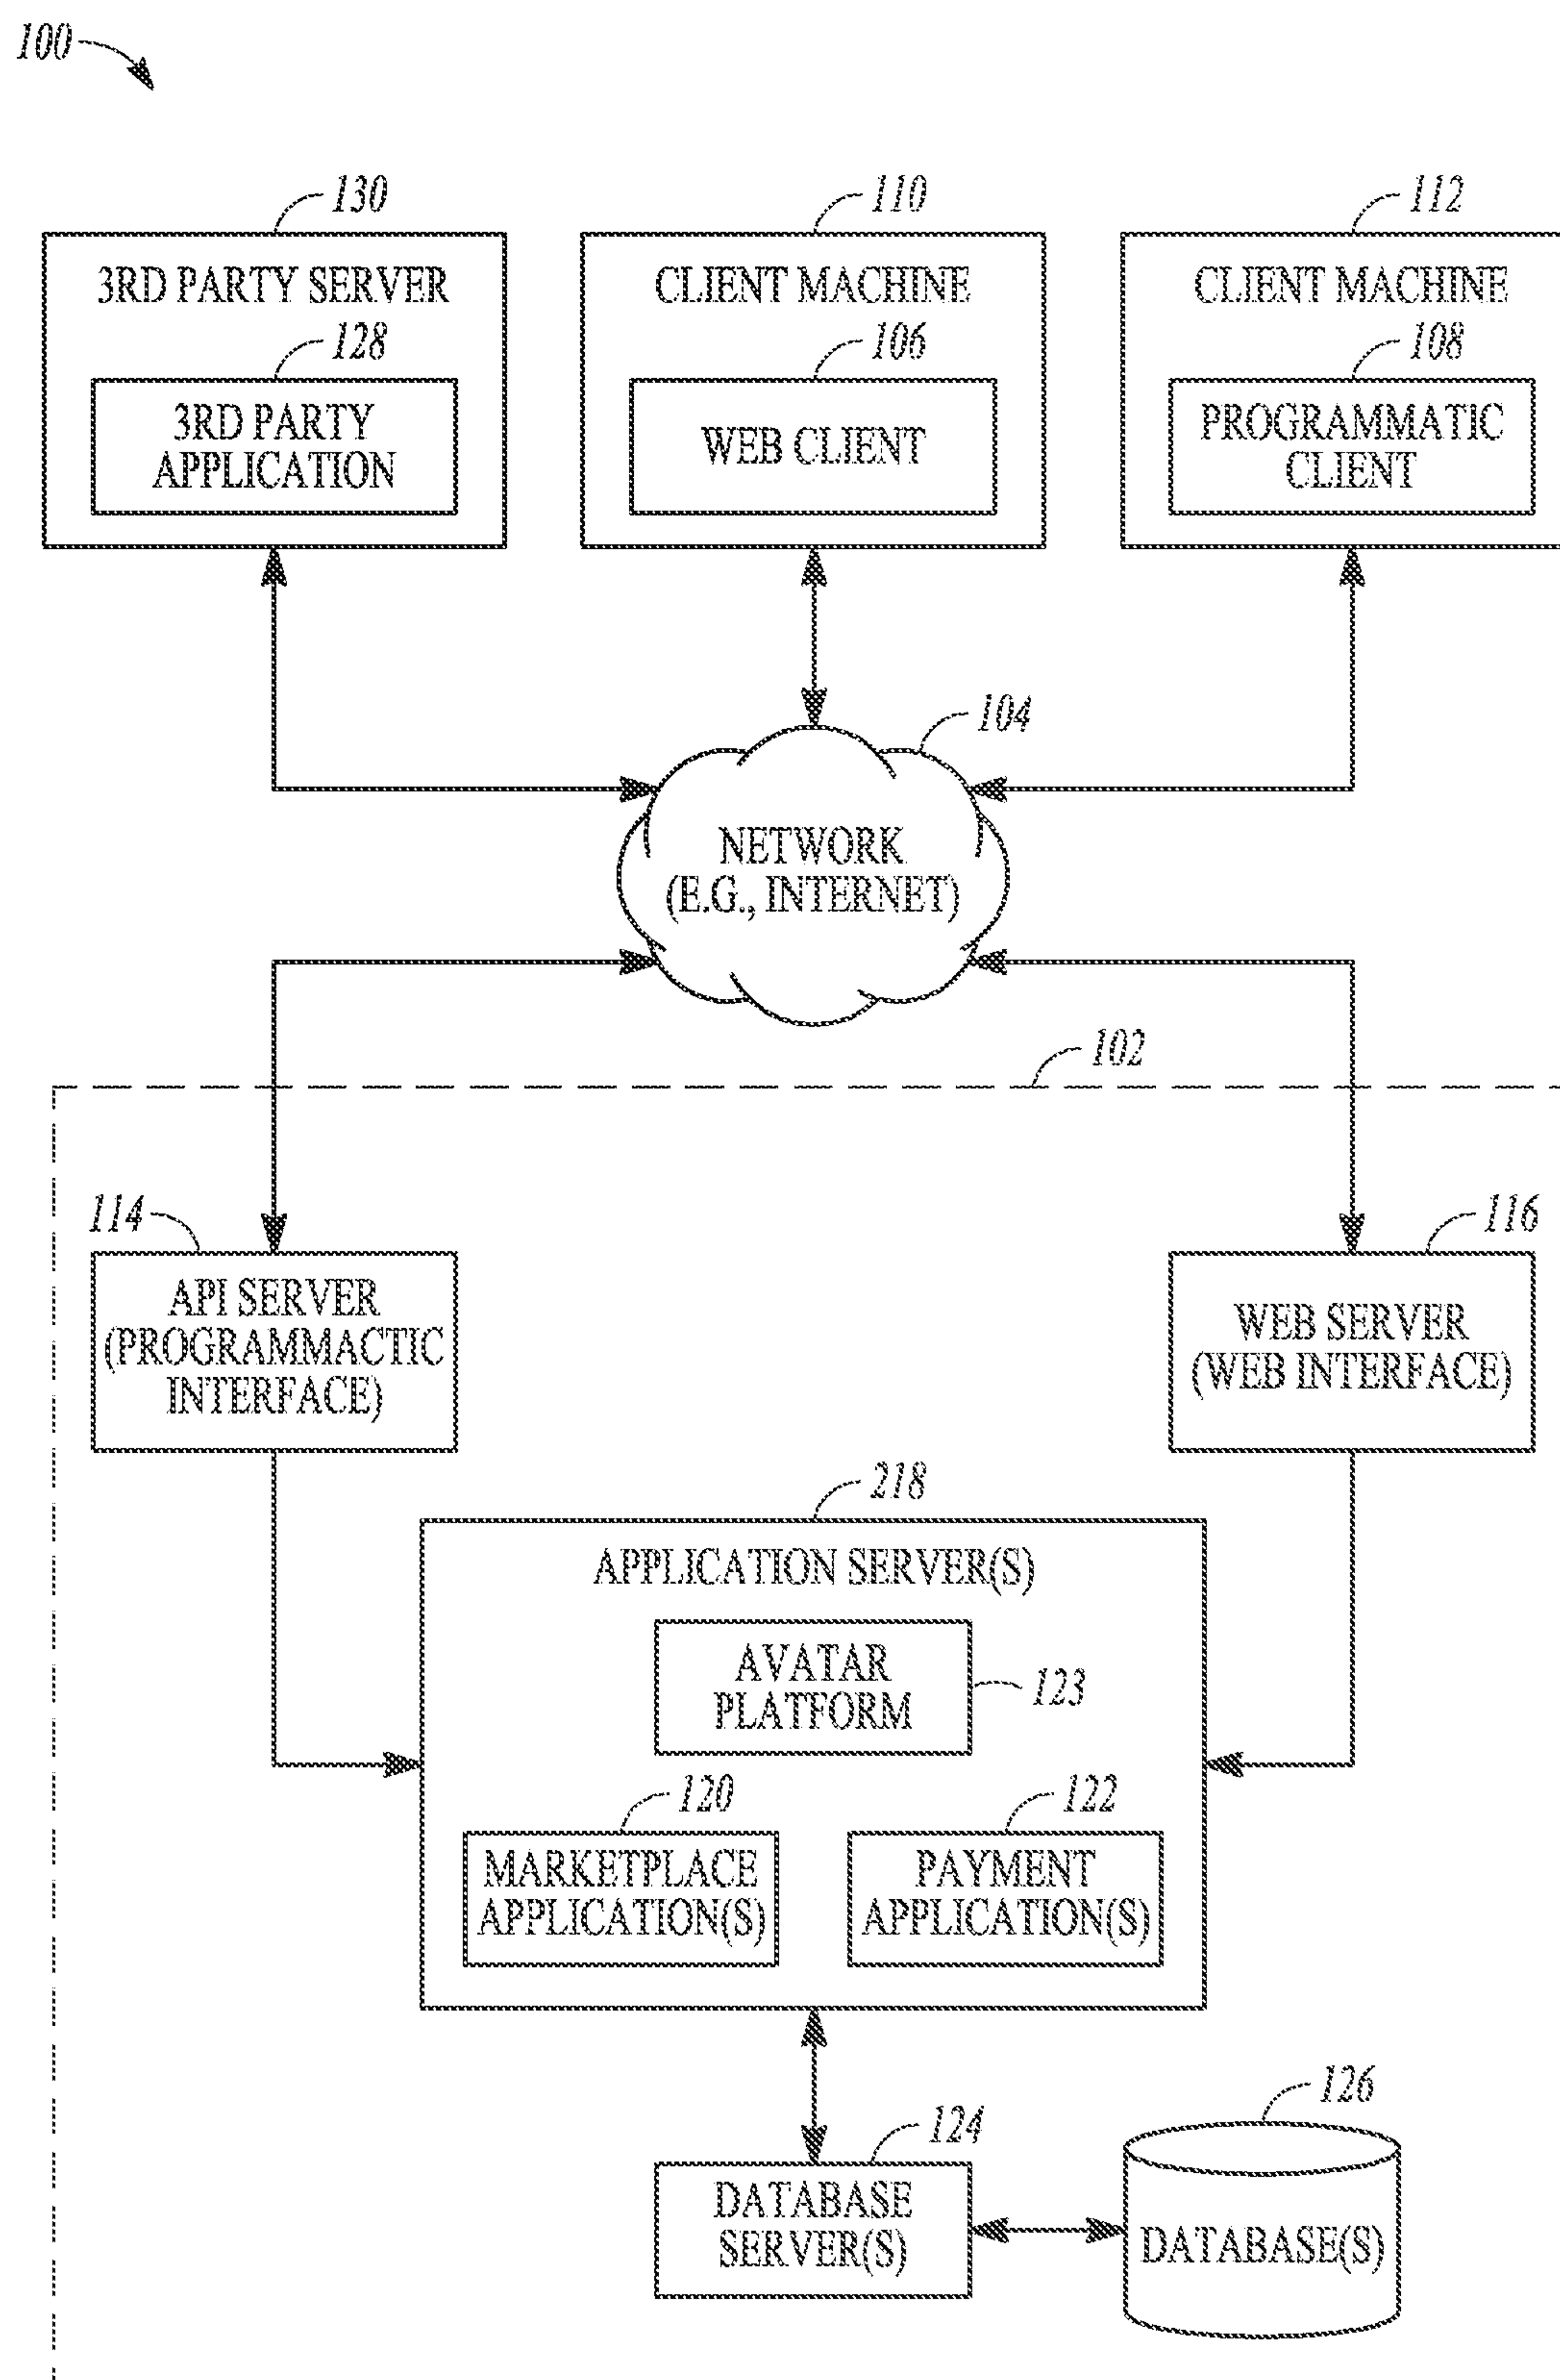 100
130
3RD PARTY SERVER
128
3RD PARTY
APPLICATION
110
CLIENT MACHINE
106
WEB CLIENT
112
CLIENT MACHINE
108
PROGRAMMATIC
CLIENT
104
NETWORK
(E.G., INTERNET)
102
114
API SERVER
(PROGRAMMACTIC
INTERFACE)
116
WEB SERVER
(WEB INTERFACE)
218
APPLICATION SERVER(S)
AVATAR
PLATFORM
123
120
MARKETPLACE
APPLICATION(S)
122
PAYMENT
APPLICATION(S)
124
DATABASE
SERVER(S)
126
DATABASE(S)